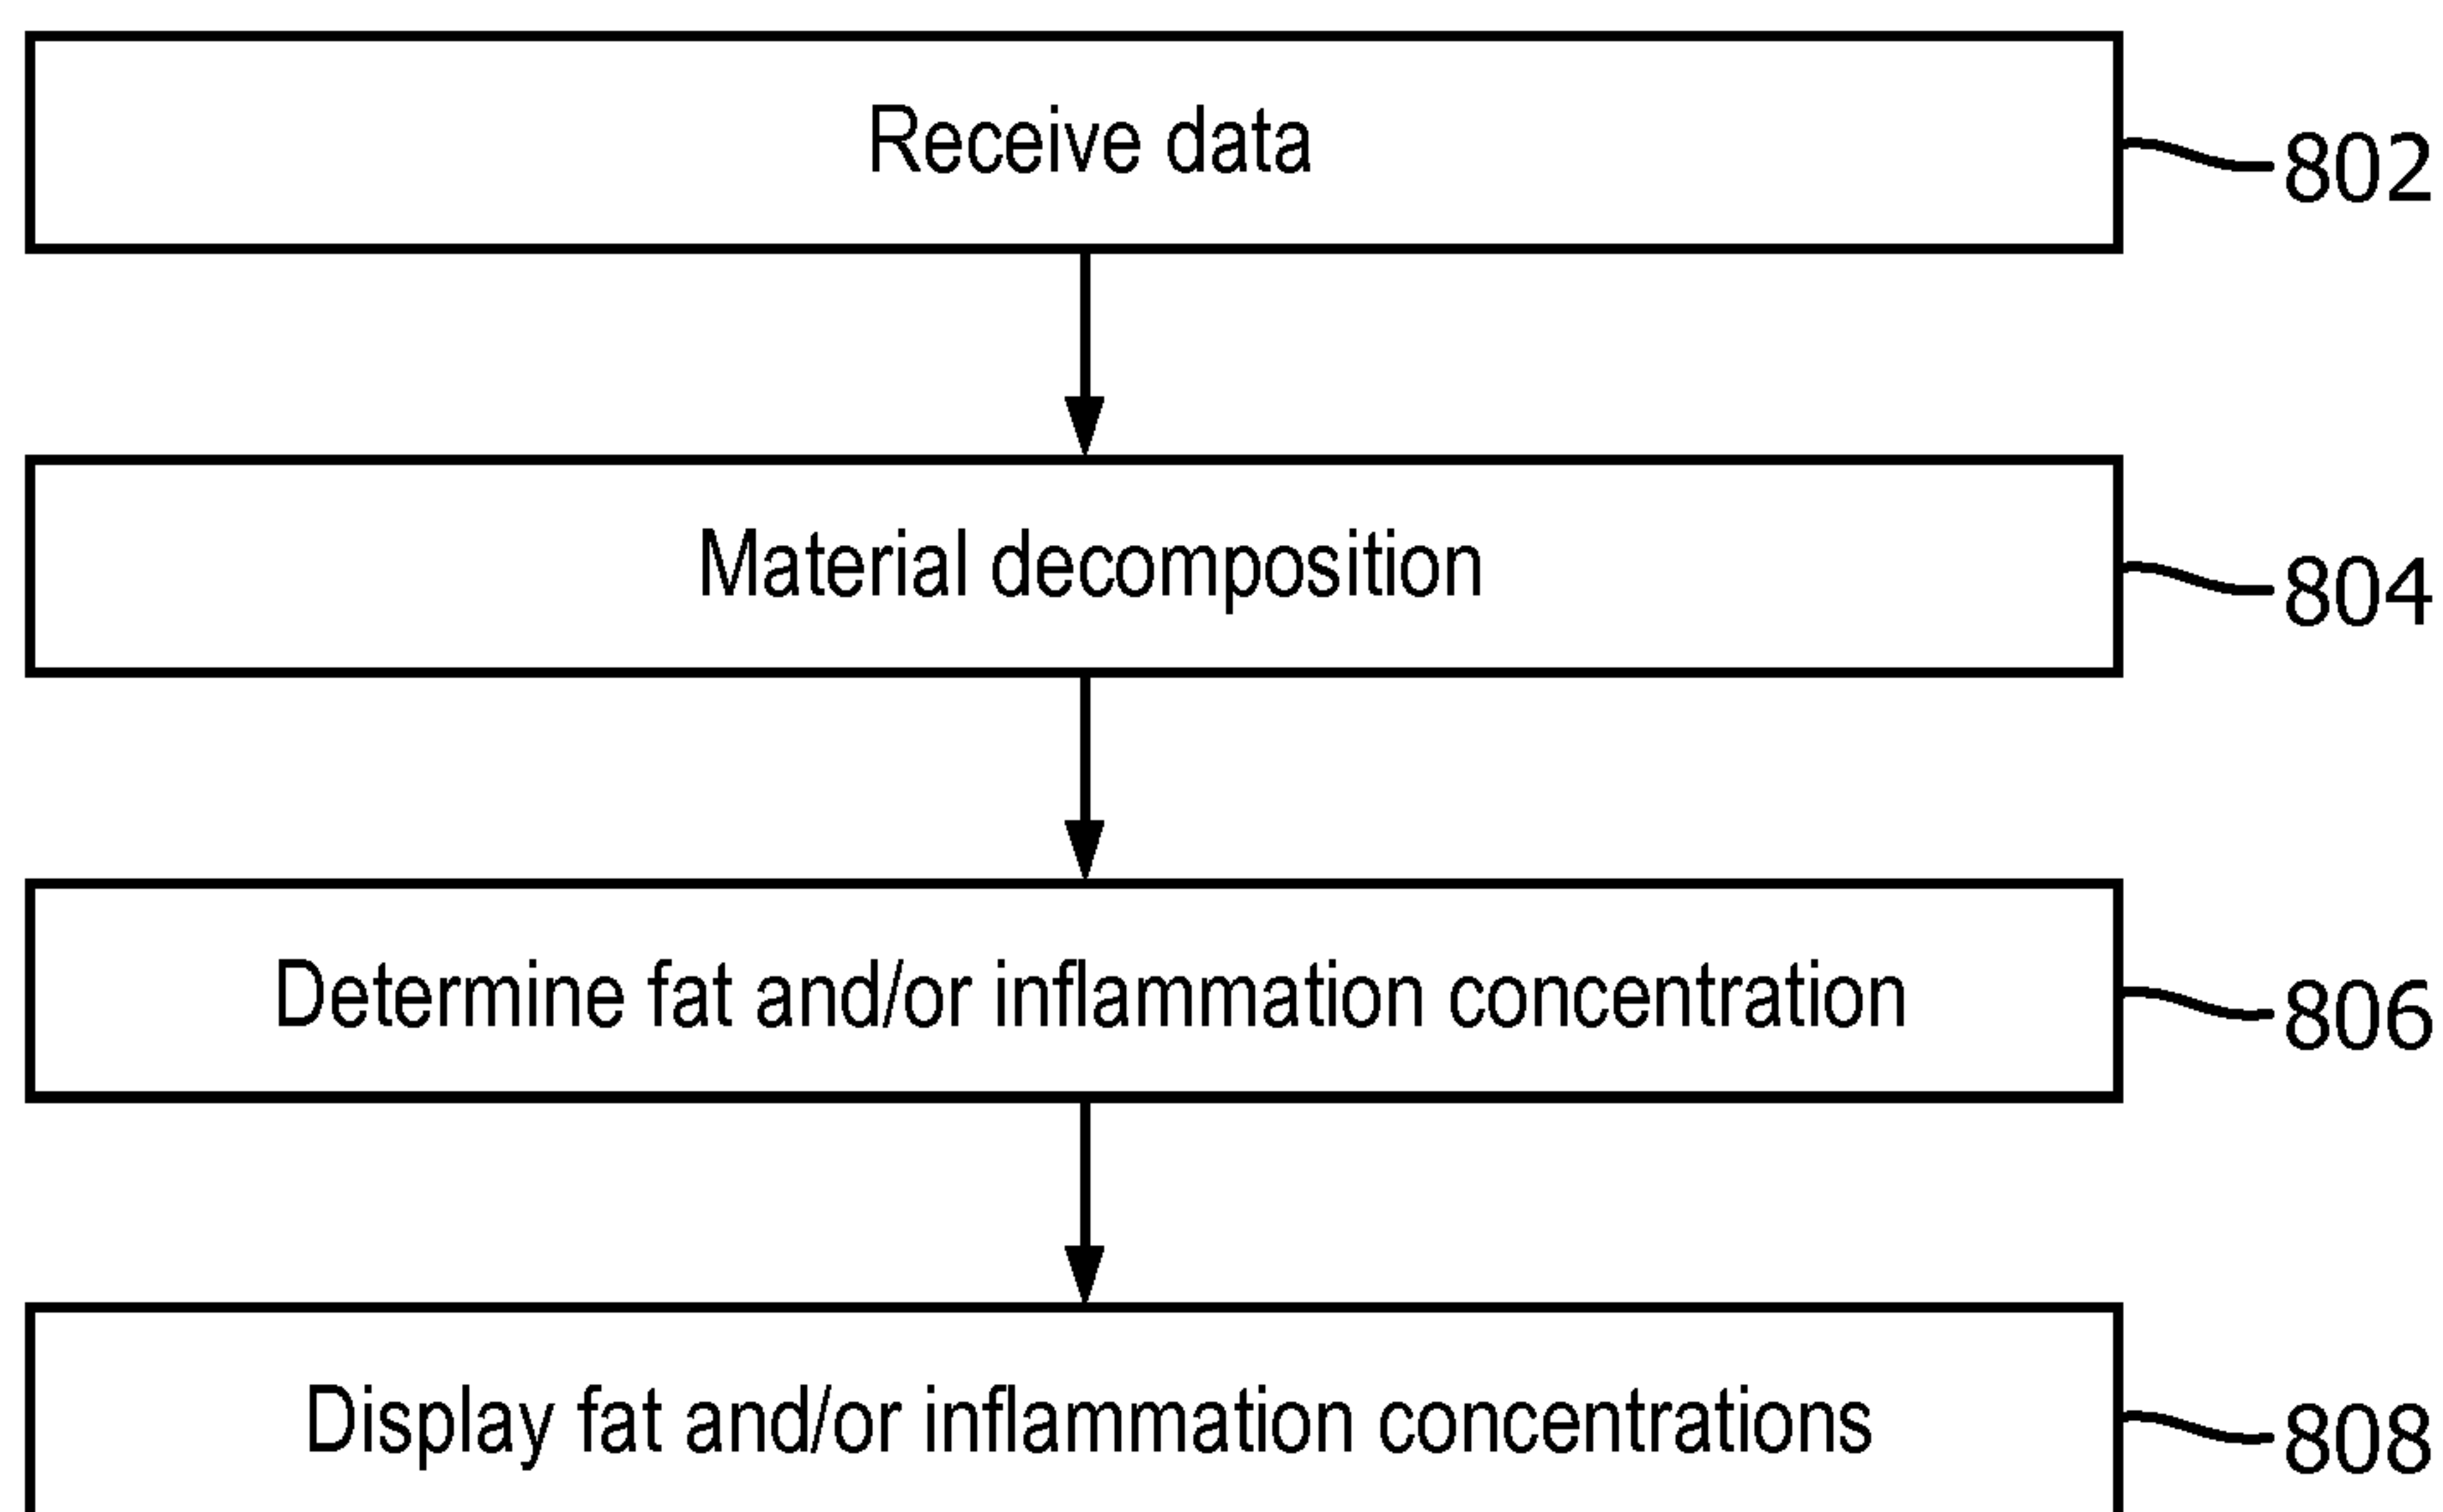 Receive data
802
Material decomposition
804
Determine fat and/or inflammation concentration
806
Display fat and/or inflammation concentrations
808